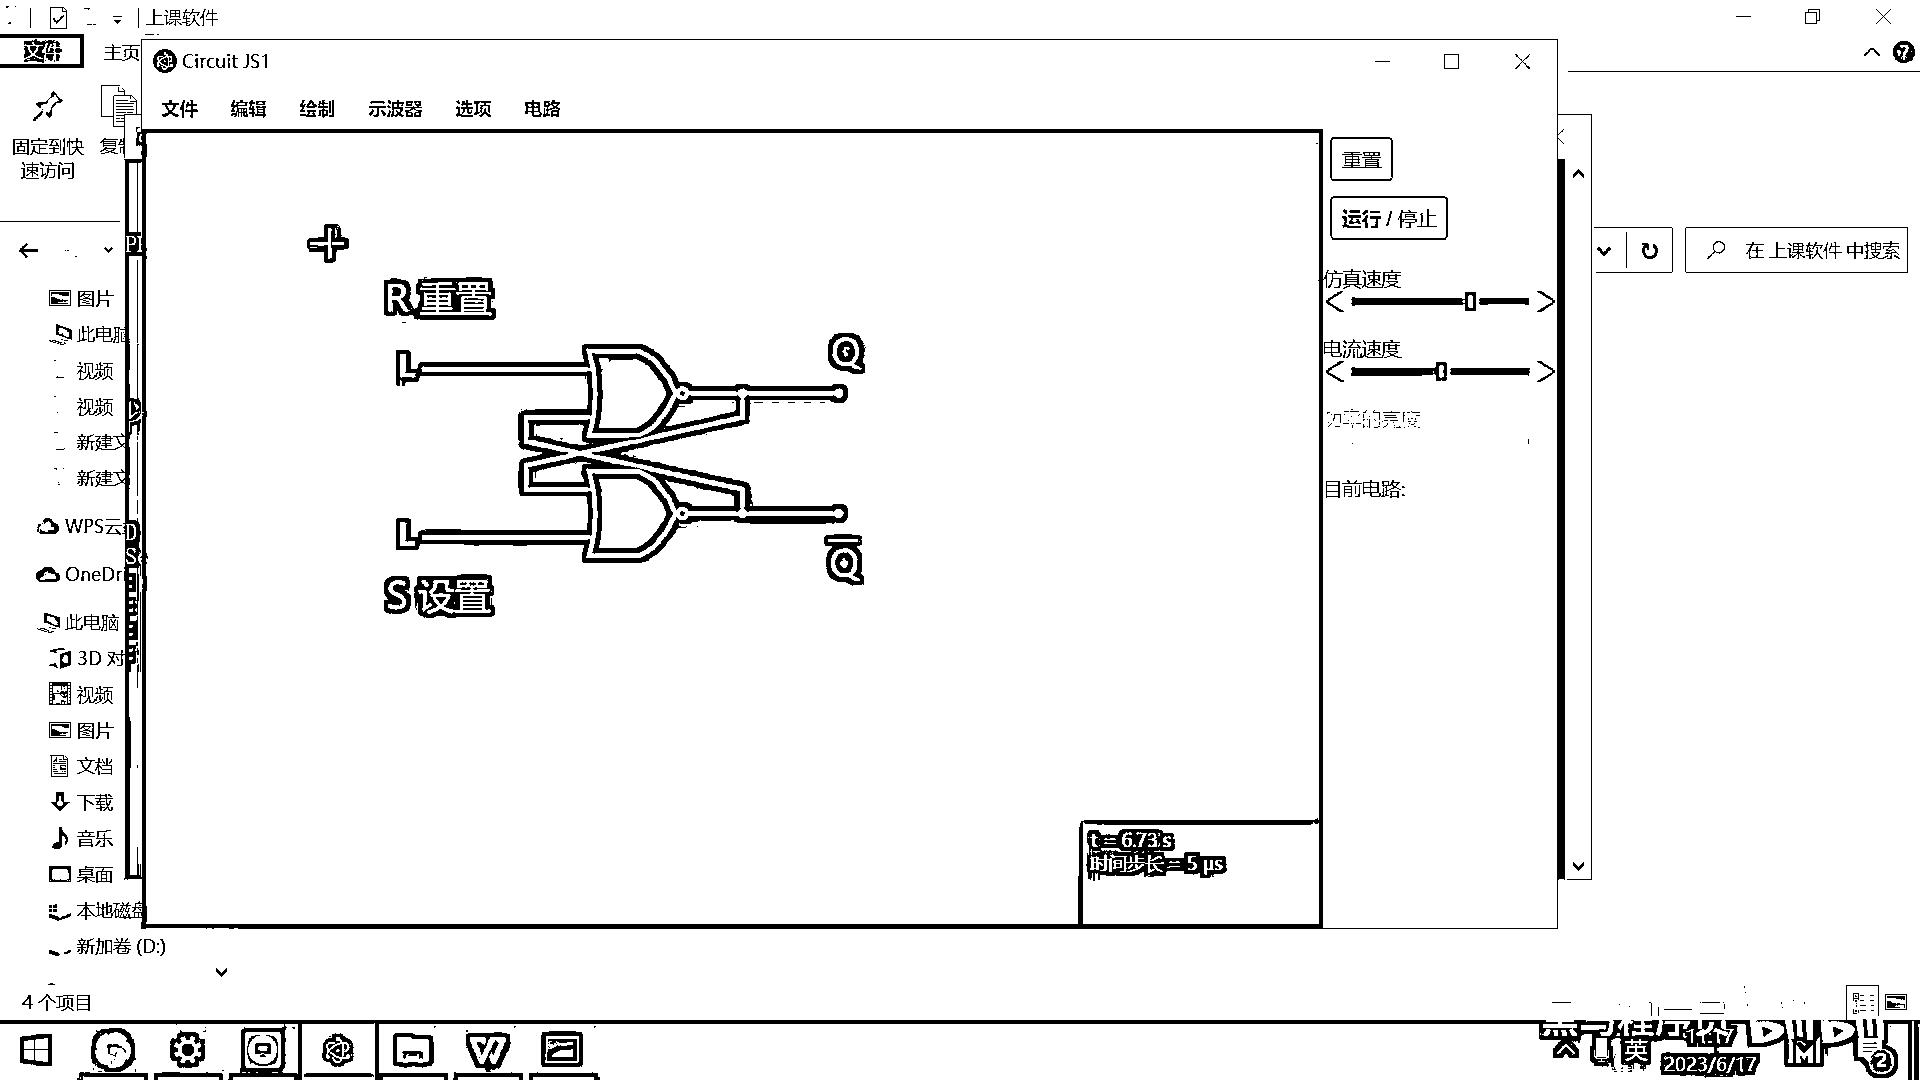 上课软件
文件
主页
Circuit JS1
文件 编辑 绘制 示波器 选项 电路
固定到快
速访问
重置
运行 / 停止
仿真速度
电流速度
功率的亮度
目前电路:
在 上课软件 中搜索
R 重置
L
Q
L
Q
S 设置
t = 673 s
时间步长 = 5 μs
图片
此电脑
视频
视频
新建文
新建文
WPS云
OneDri
此电脑
3D 对
视频
图片
文档
下载
音乐
桌面
本地磁盘
新加卷 (D:)
4 个项目
英
2023/6/17
2